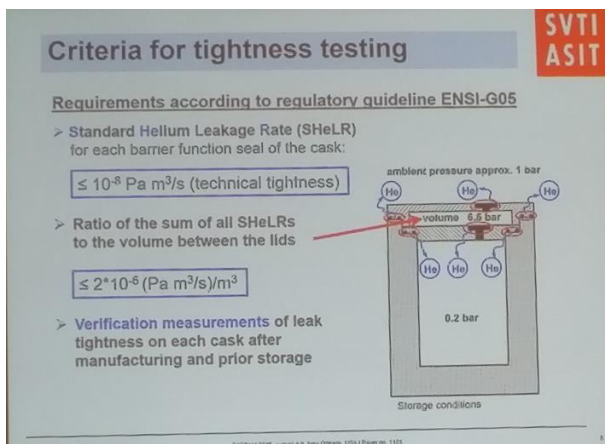 SVTI
ASIT
Criteria for tightness testing
Requirements according to regulatory guideline ENSI-G05
➢ Standard Helium Leakage Rate (SHeLR)
for each barrier function seal of the cask:
≤ 10⁻⁸ Pa m³/s (technical tightness)
➢ Ratio of the sum of all SHeLRs
to the volume between the lids
≤ 2*10⁻⁶ (Pa m³/s)/m³
➢ Verification measurements of leak
tightness on each cask after
manufacturing and prior storage
ambient pressure approx. 1 bar
He He He
volume 6.5 bar
He He He
0.2 bar
Storage conditions